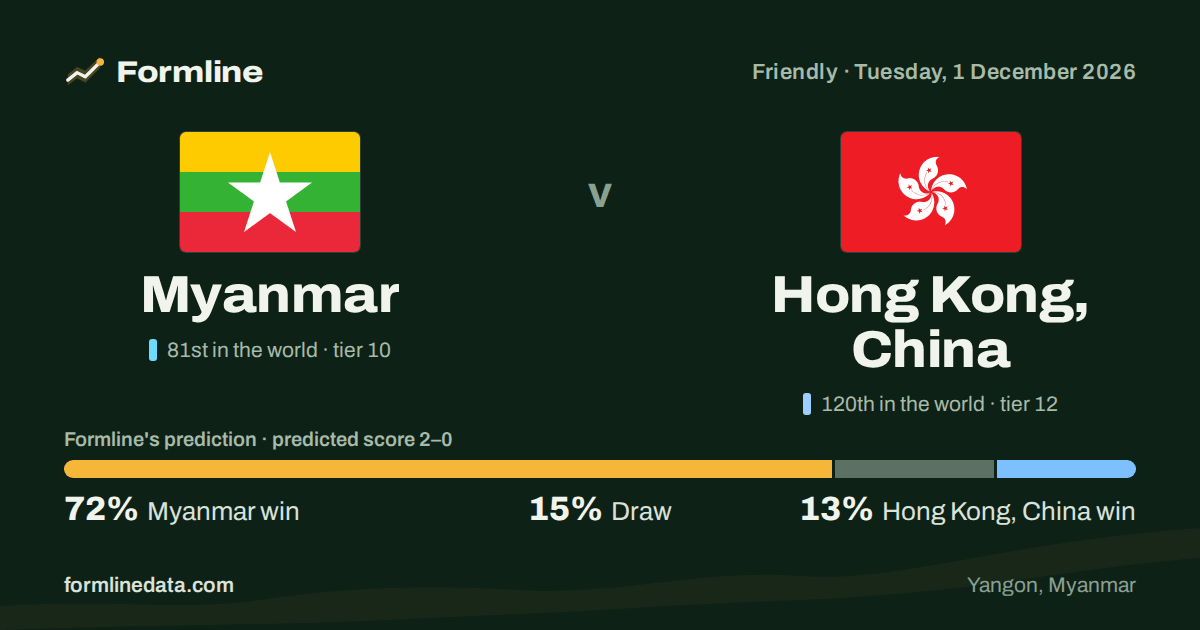 Formline
Friendly · Tuesday, 1 December 2026
v
Myanmar
81st in the world · tier 10
Hong Kong,
China
120th in the world · tier 12
Formline's prediction · predicted score 2–0
72% Myanmar win
15% Draw
13% Hong Kong, China win
formlinedata.com
Yangon, Myanmar